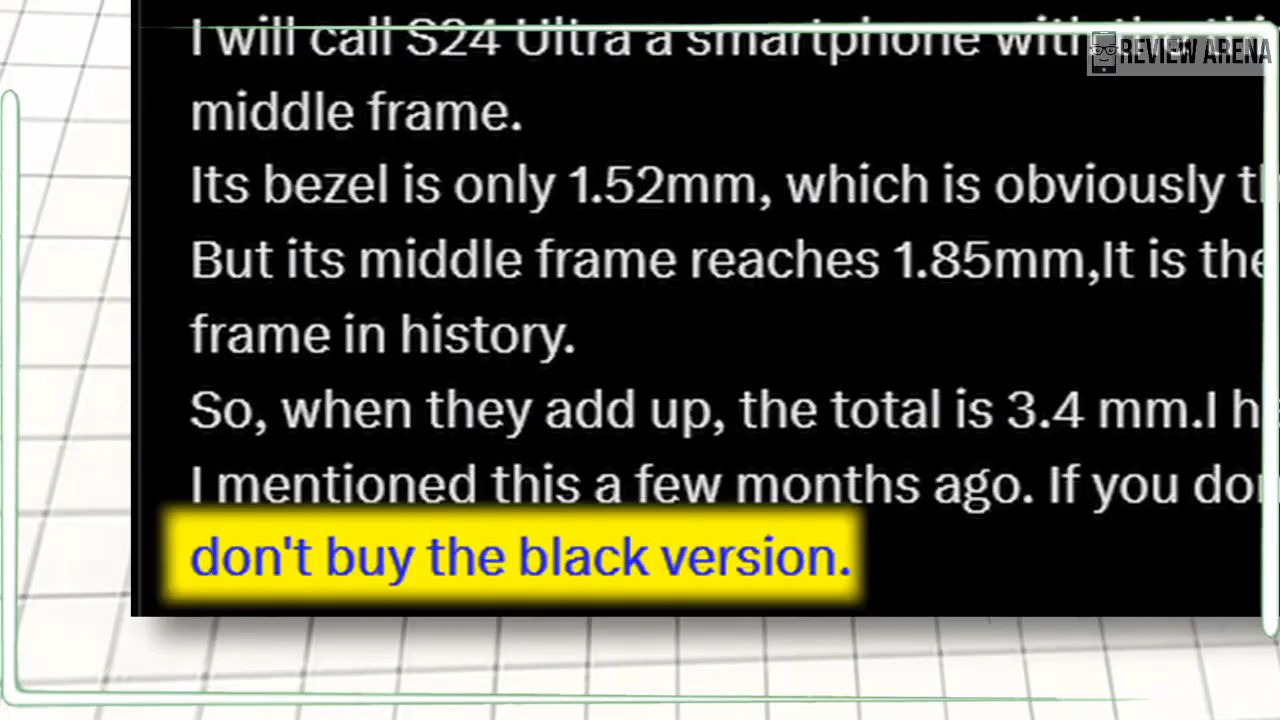 I will call S24 Ultra a smartphone with
REVIEW ARENA
middle frame.
Its bezel is only 1.52mm, which is obviously
But its middle frame reaches 1.85mm,It is the
frame in history.
So, when they add up, the total is 3.4 mm.I
I mentioned this a few months ago. If you
don't buy the black version.